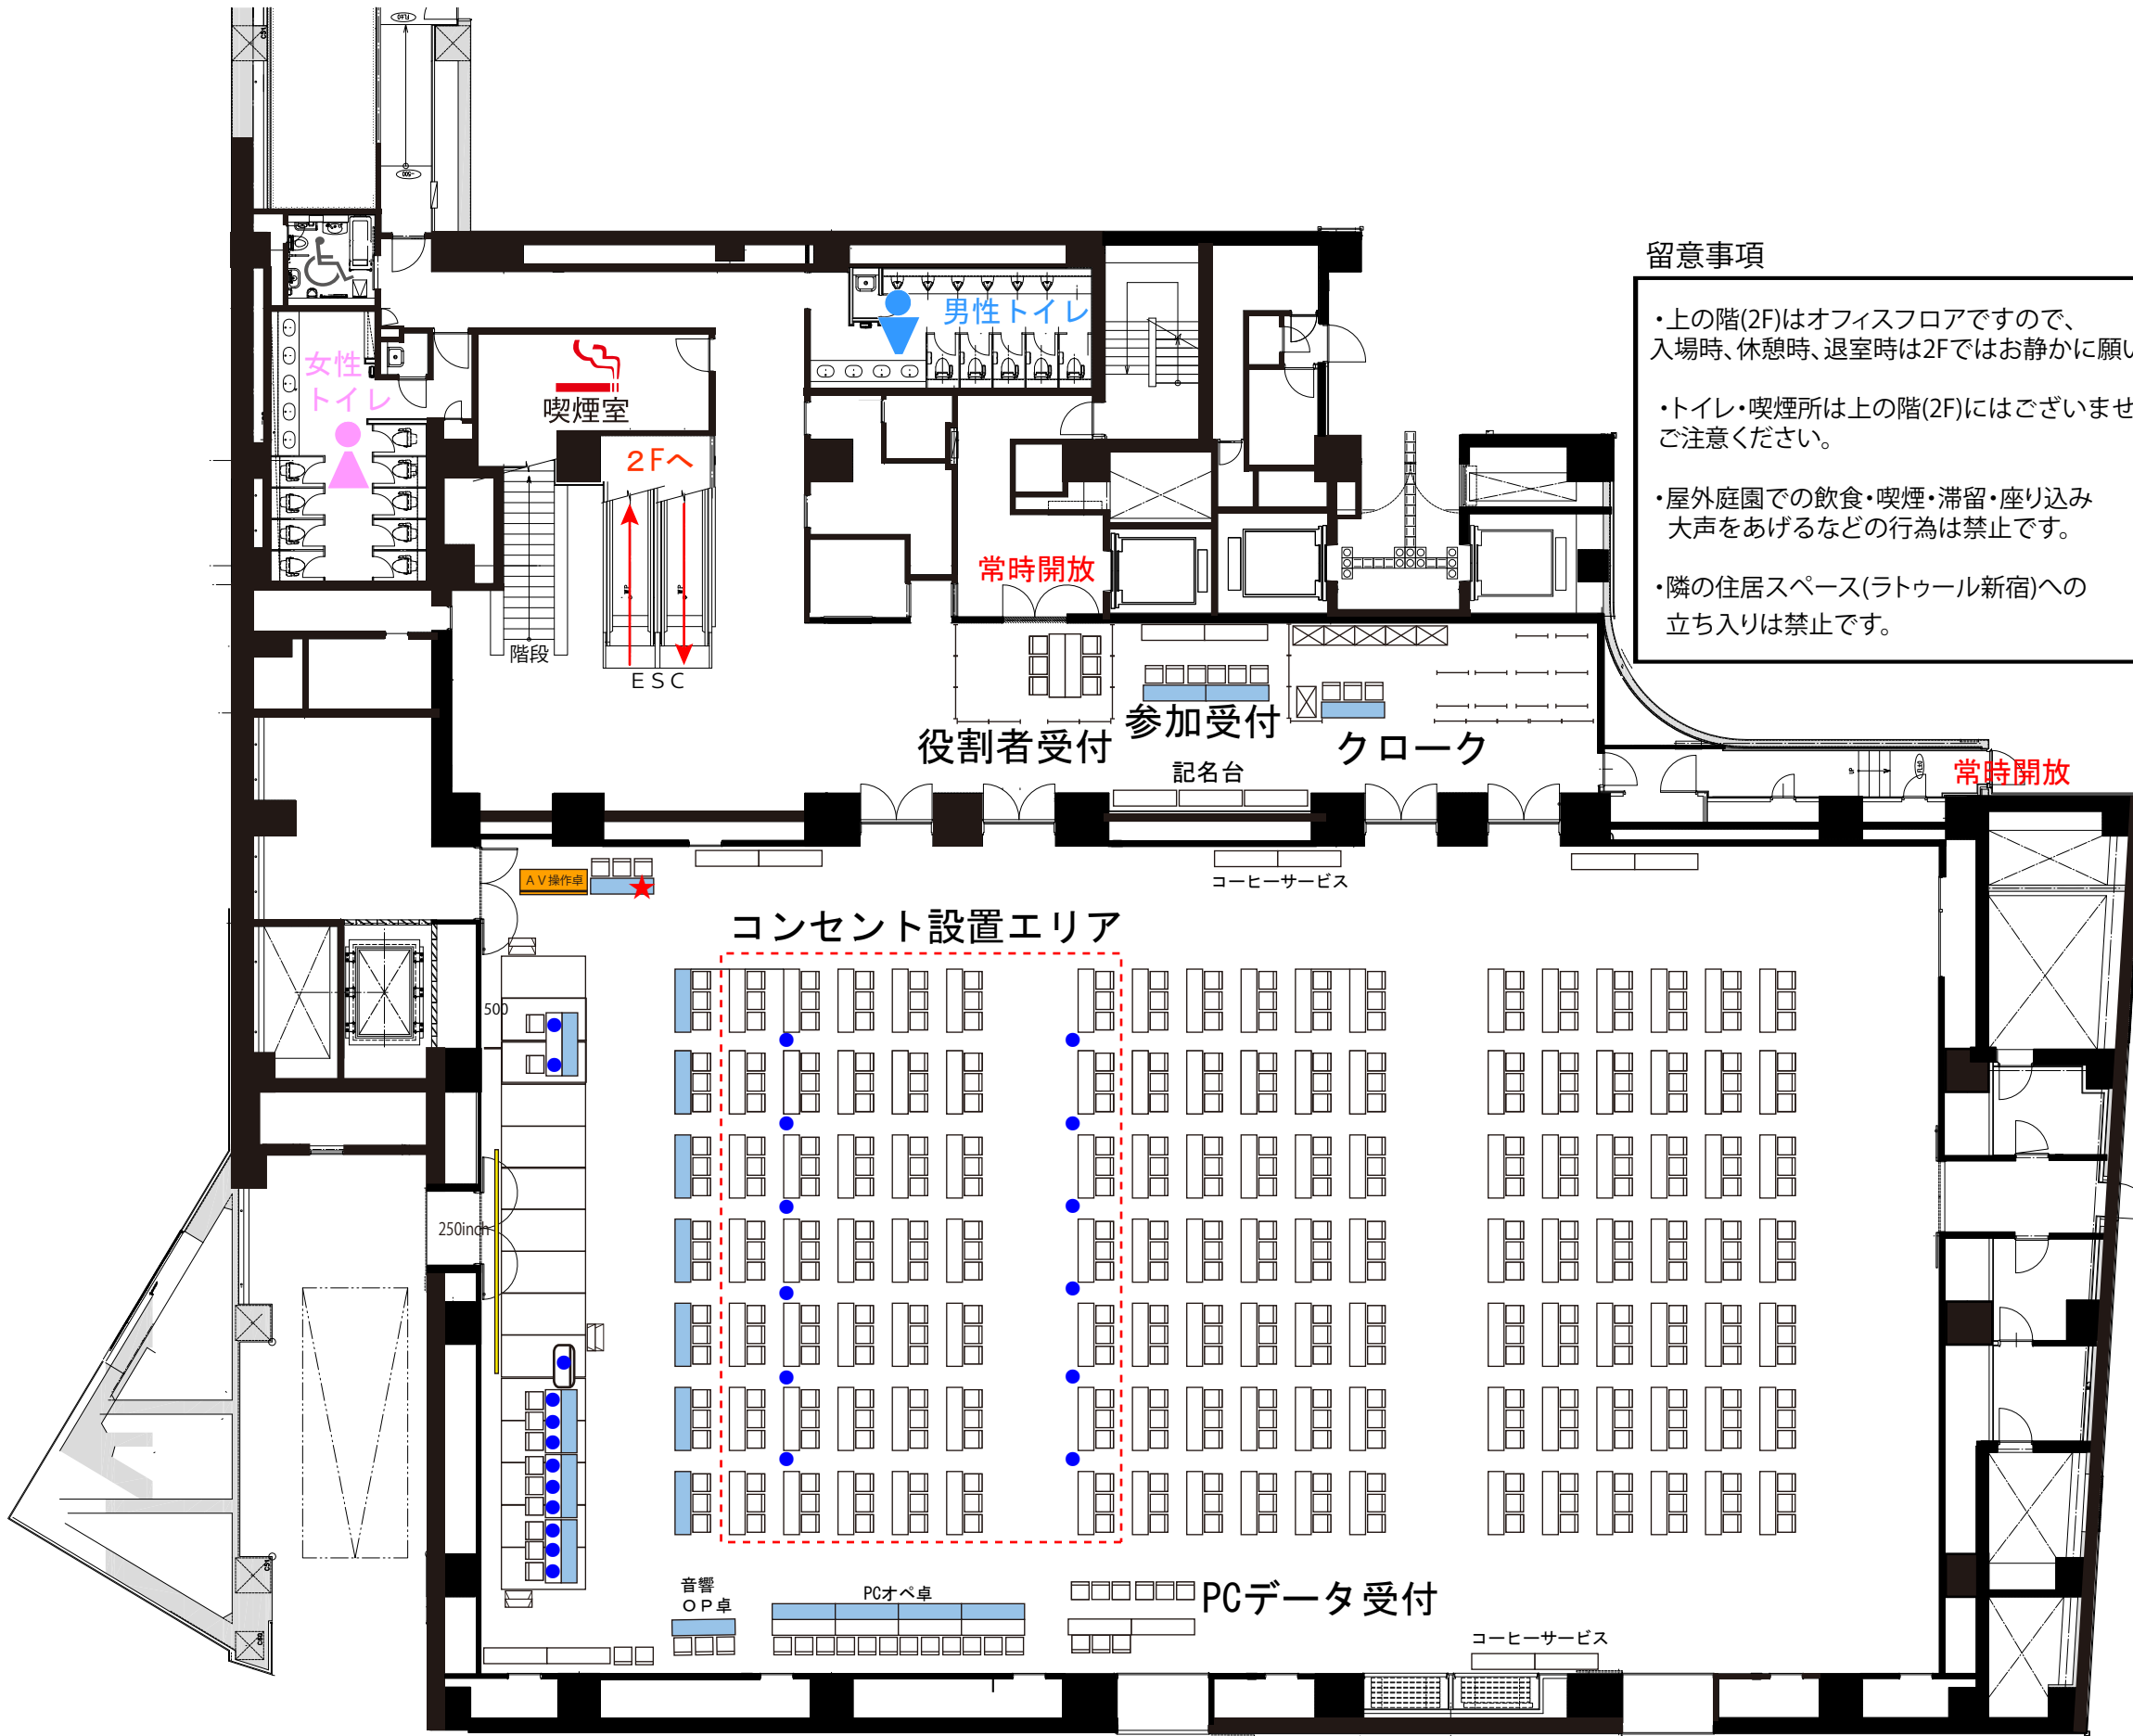 留意事項
・上の階(2F)はオフィスフロアですので、
入場時、休憩時、退室時は2Fではお静かに願い
・トイレ・喫煙所は上の階(2F)にはございませ
ご注意ください。
・屋外庭園での飲食・喫煙・滞留・座り込み
大声をあげるなどの行為は禁止です。
・隣の住居スペース(ラトゥール新宿)への
立ち入りは禁止です。
男性トイレ
女性
トイレ
喫煙室
2Fへ
常時開放
階段
ESC
役割者受付
参加受付
クローク
記名台
常時開放
AV操作卓
コーヒーサービス
コンセント設置エリア
500
250inch
音響
OP卓
PCオペ卓
PCデータ受付
コーヒーサービス